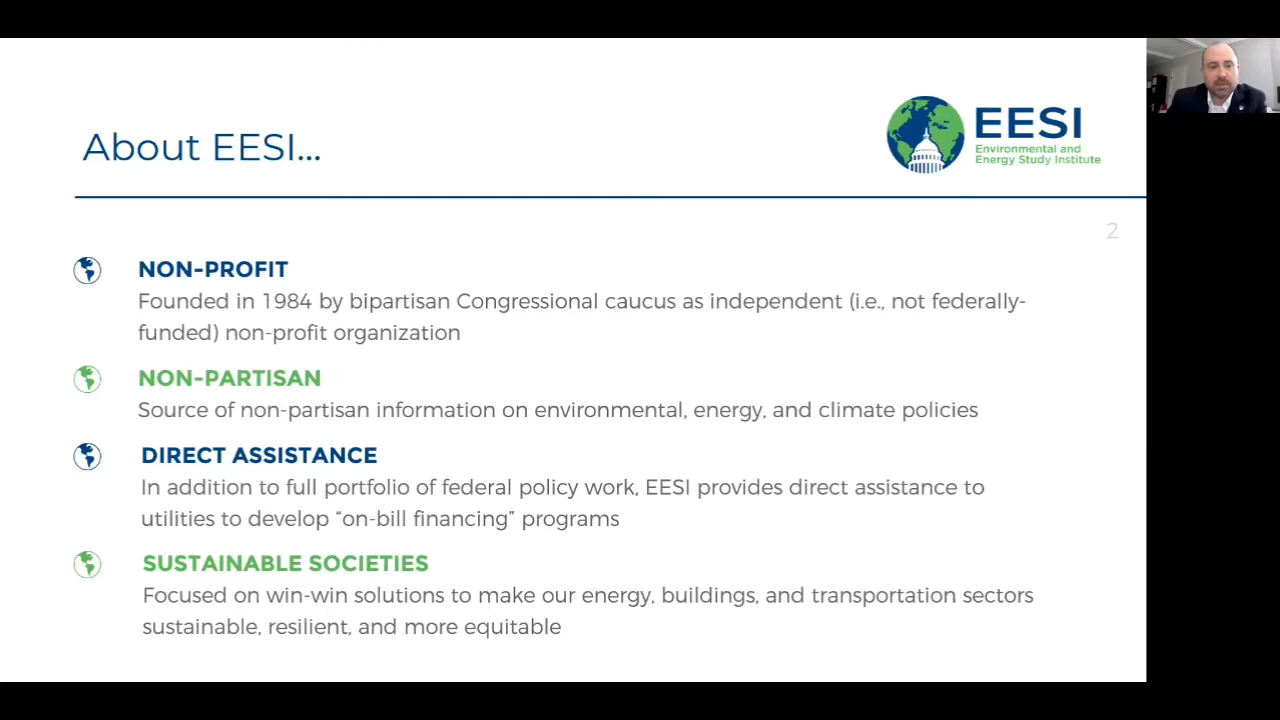 About EESI...
EESI
Environmental and
Energy Study Institute
2
NON-PROFIT
Founded in 1984 by bipartisan Congressional caucus as independent (i.e., not federally-
funded) non-profit organization
NON-PARTISAN
Source of non-partisan information on environmental, energy, and climate policies
DIRECT ASSISTANCE
In addition to full portfolio of federal policy work, EESI provides direct assistance to
utilities to develop “on-bill financing” programs
SUSTAINABLE SOCIETIES
Focused on win-win solutions to make our energy, buildings, and transportation sectors
sustainable, resilient, and more equitable